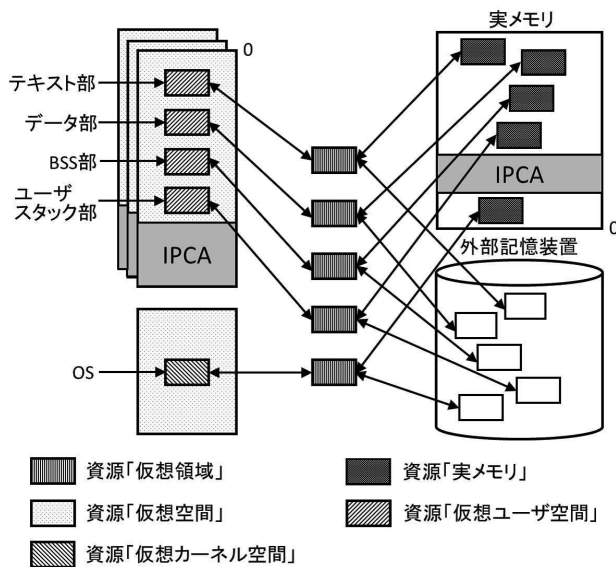 0
テキスト部
データ部
BSS部
ユーザ
スタック部
IPCA
OS
実メモリ
IPCA
0
外部記憶装置
資源「仮想領域」
資源「実メモリ」
資源「仮想空間」
資源「仮想ユーザ空間」
資源「仮想カーネル空間」